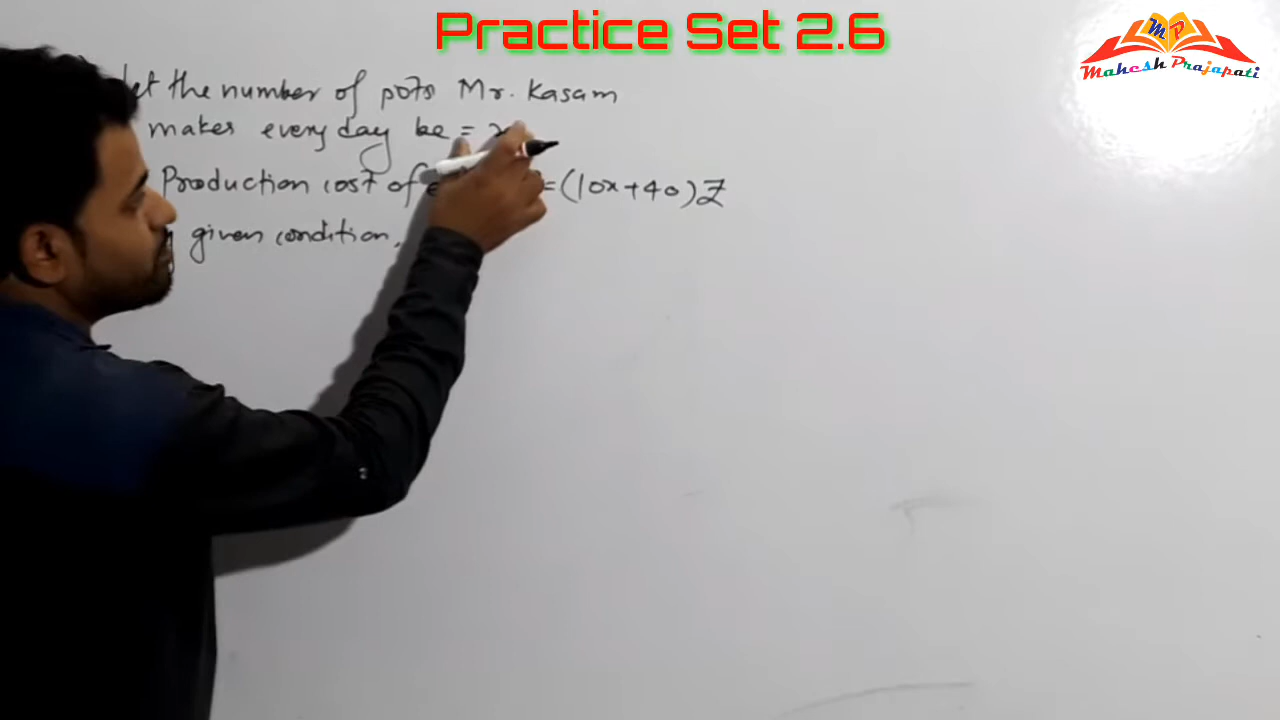 Practice Set 2.6
MP
Mahesh Prajapati
the number of pots Mr. Kasam
makes every day be = x
Production cost of = (10x+40)₹
given condition,